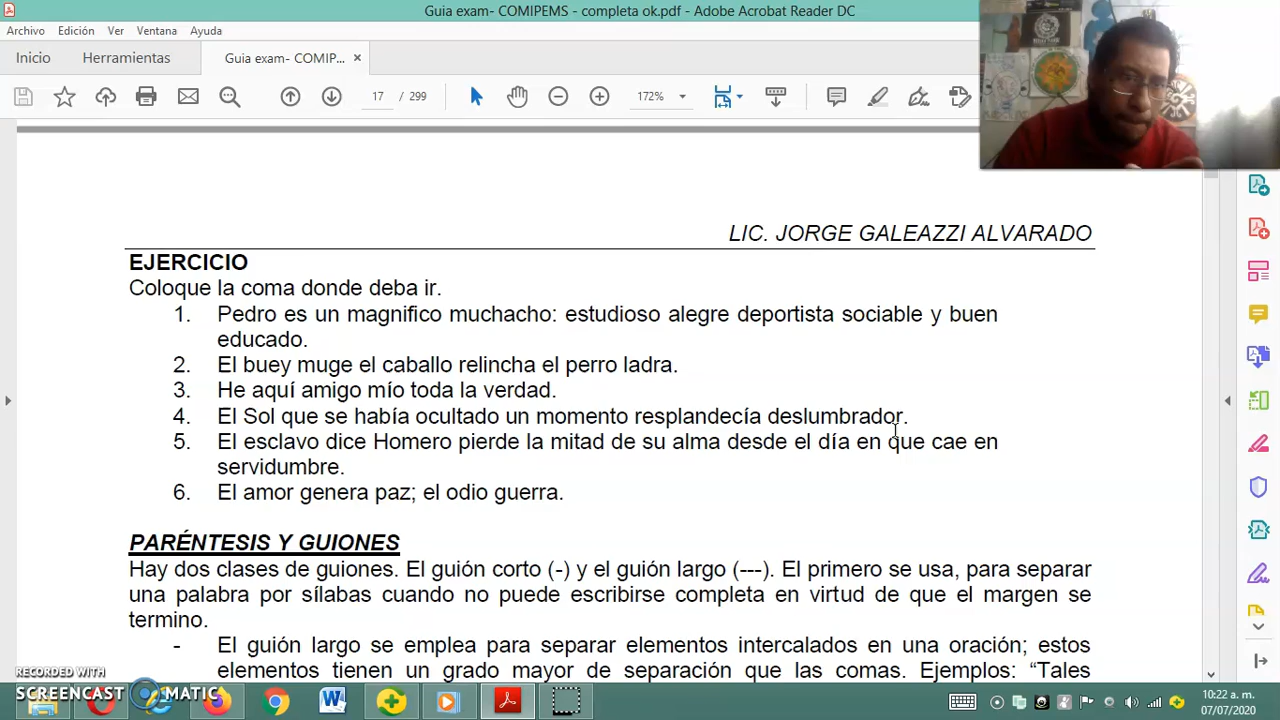 Guia exam- COMIPEMS - completa ok.pdf - Adobe Acrobat Reader DC
Archivo Edición Ver Ventana Ayuda
Inicio Herramientas Guia exam- COMIP... ×
17 / 299 172%
LIC. JORGE GALEAZZI ALVARADO
EJERCICIO
Coloque la coma donde deba ir.
1. Pedro es un magnifico muchacho: estudioso alegre deportista sociable y buen
educado.
2. El buey muge el caballo relincha el perro ladra.
3. He aquí amigo mío toda la verdad.
4. El Sol que se había ocultado un momento resplandecía deslumbrador.
5. El esclavo dice Homero pierde la mitad de su alma desde el día en que cae en
servidumbre.
6. El amor genera paz; el odio guerra.
PARÉNTESIS Y GUIONES
Hay dos clases de guiones. El guión corto (-) y el guión largo (---). El primero se usa, para separar
una palabra por sílabas cuando no puede escribirse completa en virtud de que el margen se
termino.
- El guión largo se emplea para separar elementos intercalados en una oración; estos
elementos tienen un grado mayor de separación que las comas. Ejemplos: “Tales
RECORDED WITH
SCREENCAST MATIC
10:22 a. m.
07/07/2020